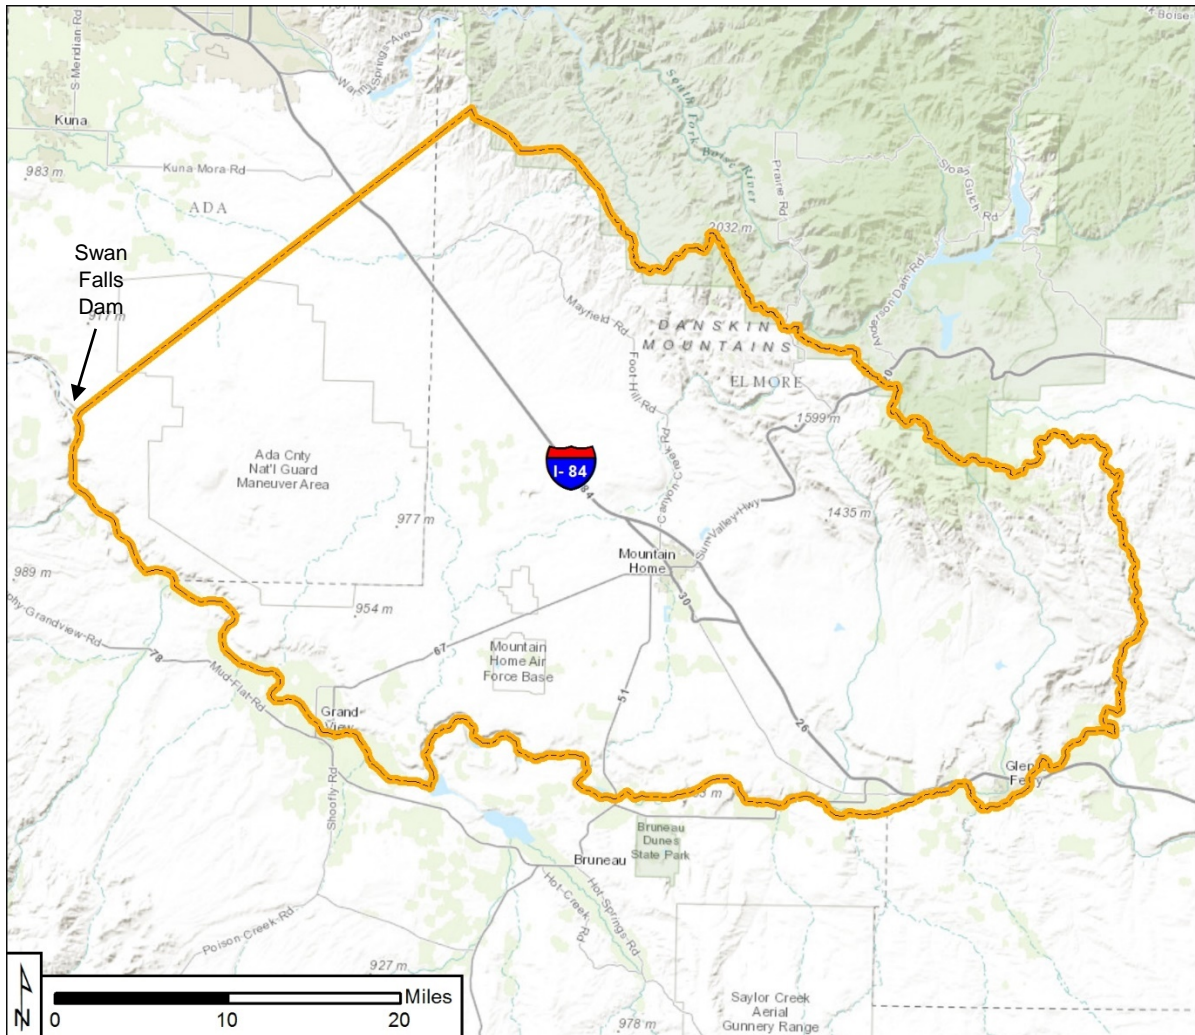 S Meridian Rd
Springs Ave
Kuna
Kuna Mora Rd
983 m
ADA
South Fork Boise River
Prairie Rd
Sloan Gulch Rd
2032 m
Swan
Falls
Dam
Mayfield Rd
DANSKIN
MOUNTAINS
Anderson Dam Rd
Foot Hill Rd
ELMORE
20
1599 m
Ada Cnty
Nat'l Guard
Maneuver Area
I-84
84
Canyon Creek Rd
Sun Valley Hwy
1435 m
977 m
Mountain
Home
989 m
954 m
30
Grandview Rd
78
67
Mountain
Home Air
Force Base
Mud Flat Rd
51
Grand
View
26
Shoofly Rd
Bruneau
Dunes
State Park
Bruneau
Hot Creek Rd
Hot Springs Rd
Poison Creek Rd
927 m
N
Miles
0
10
20
Saylor Creek
Aerial
Gunnery Range
978 m